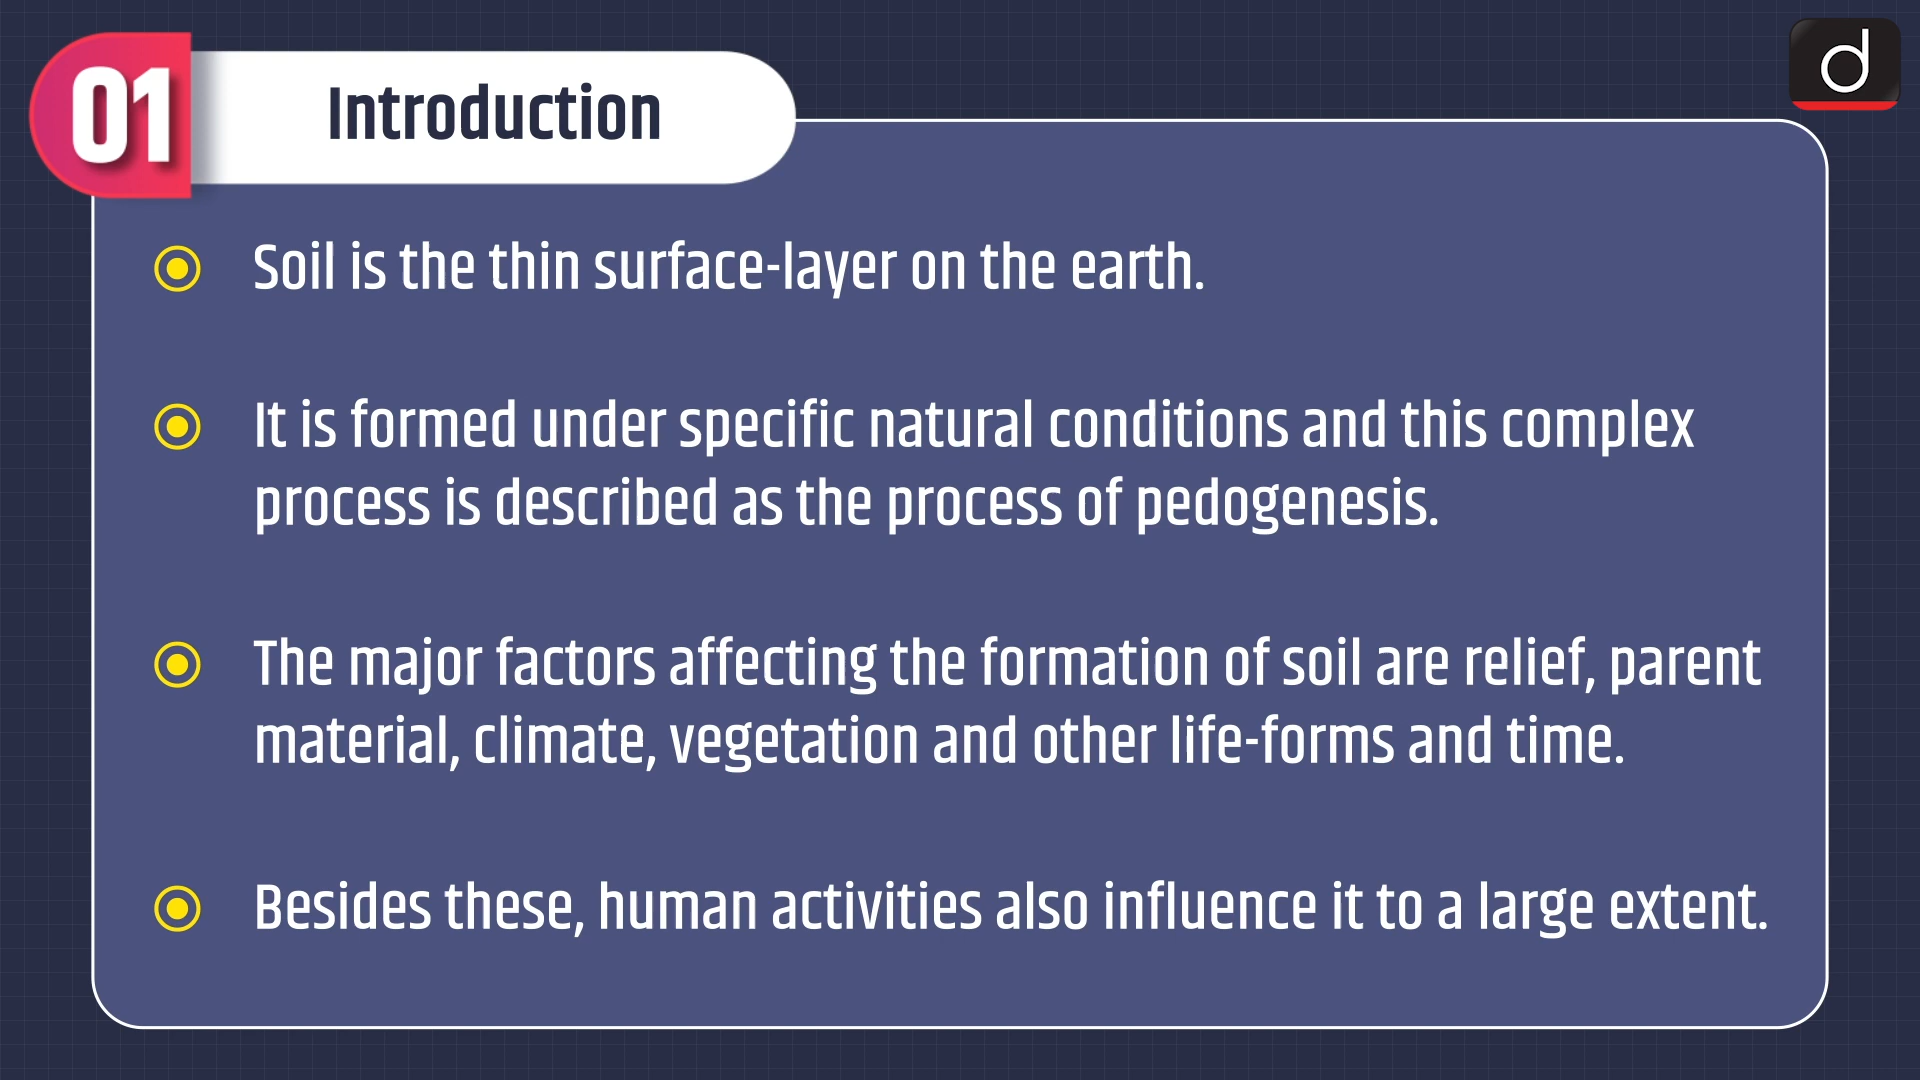 01
Introduction
d
Soil is the thin surface-layer on the earth.
It is formed under specific natural conditions and this complex
process is described as the process of pedogenesis.
The major factors affecting the formation of soil are relief, parent
material, climate, vegetation and other life-forms and time.
Besides these, human activities also influence it to a large extent.